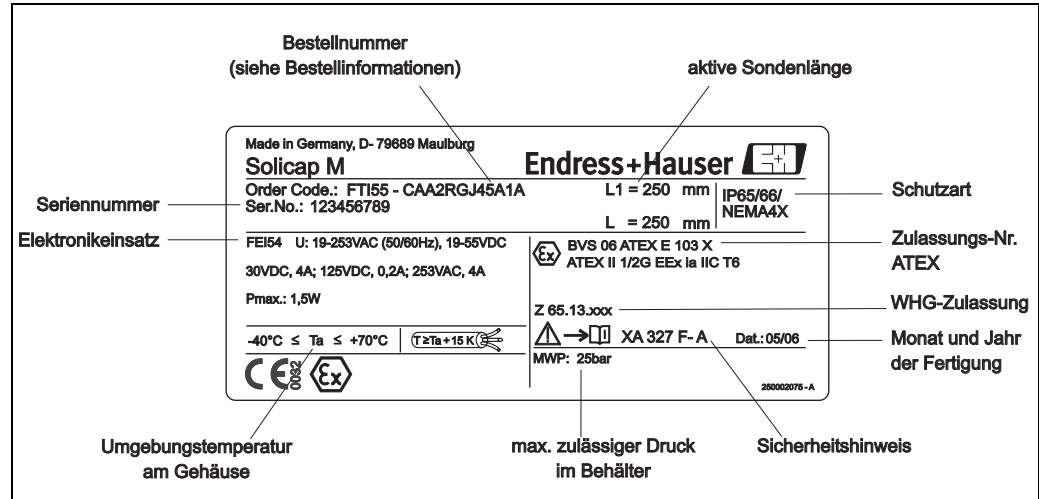 Bestellnummer
(siehe Bestellinformationen)
aktive Sondenlänge
Made in Germany, D- 79689 Maulburg
Solicap M
Endress+Hauser
Order Code.: FTI55 - CAA2RGJ45A1A
Ser.No.: 123456789
L1 = 250 mm
L = 250 mm
IP65/66/
NEMA4X
Schutzart
Seriennummer
Elektronikeinsatz
FEI54 U: 19-253VAC (50/60Hz), 19-55VDC
30VDC, 4A; 125VDC, 0,2A; 253VAC, 4A
Pmax.: 1,5W
BVS 06 ATEX E 103 X
ATEX II 1/2G EEx ia IIC T6
Zulassungs-Nr.
ATEX
Z 65.13.xxx
WHG-Zulassung
-40°C ≤ Ta ≤ +70°C
T≥Ta+15 K
XA 327 F- A
Dat.: 05/06
Monat und Jahr
der Fertigung
CE 0032
Ex
MWP: 25bar
250002075 - A
Umgebungstemperatur
am Gehäuse
max. zulässiger Druck
im Behälter
Sicherheitshinweis